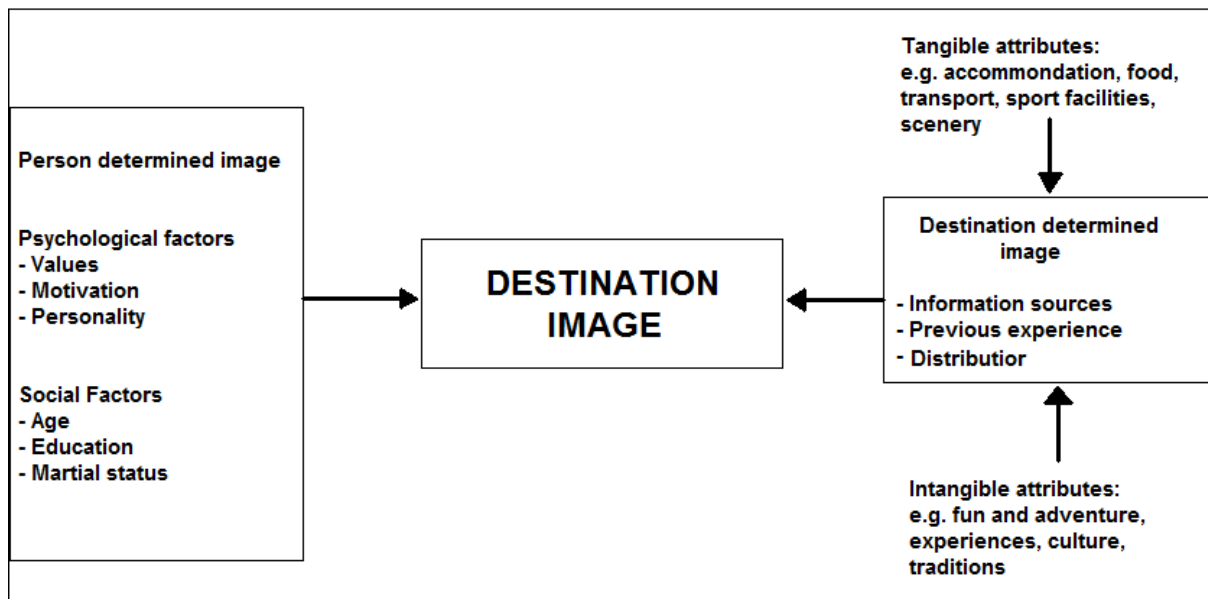 Person determined image
Psychological factors
- Values
- Motivation
- Personality
Social Factors
- Age
- Education
- Martial status
DESTINATION
IMAGE
Tangible attributes:
e.g. accommondation, food,
transport, sport facilities,
scenery
Destination determined
image
- Information sources
- Previous experience
- Distributior
Intangible attributes:
e.g. fun and adventure,
experiences, culture,
traditions